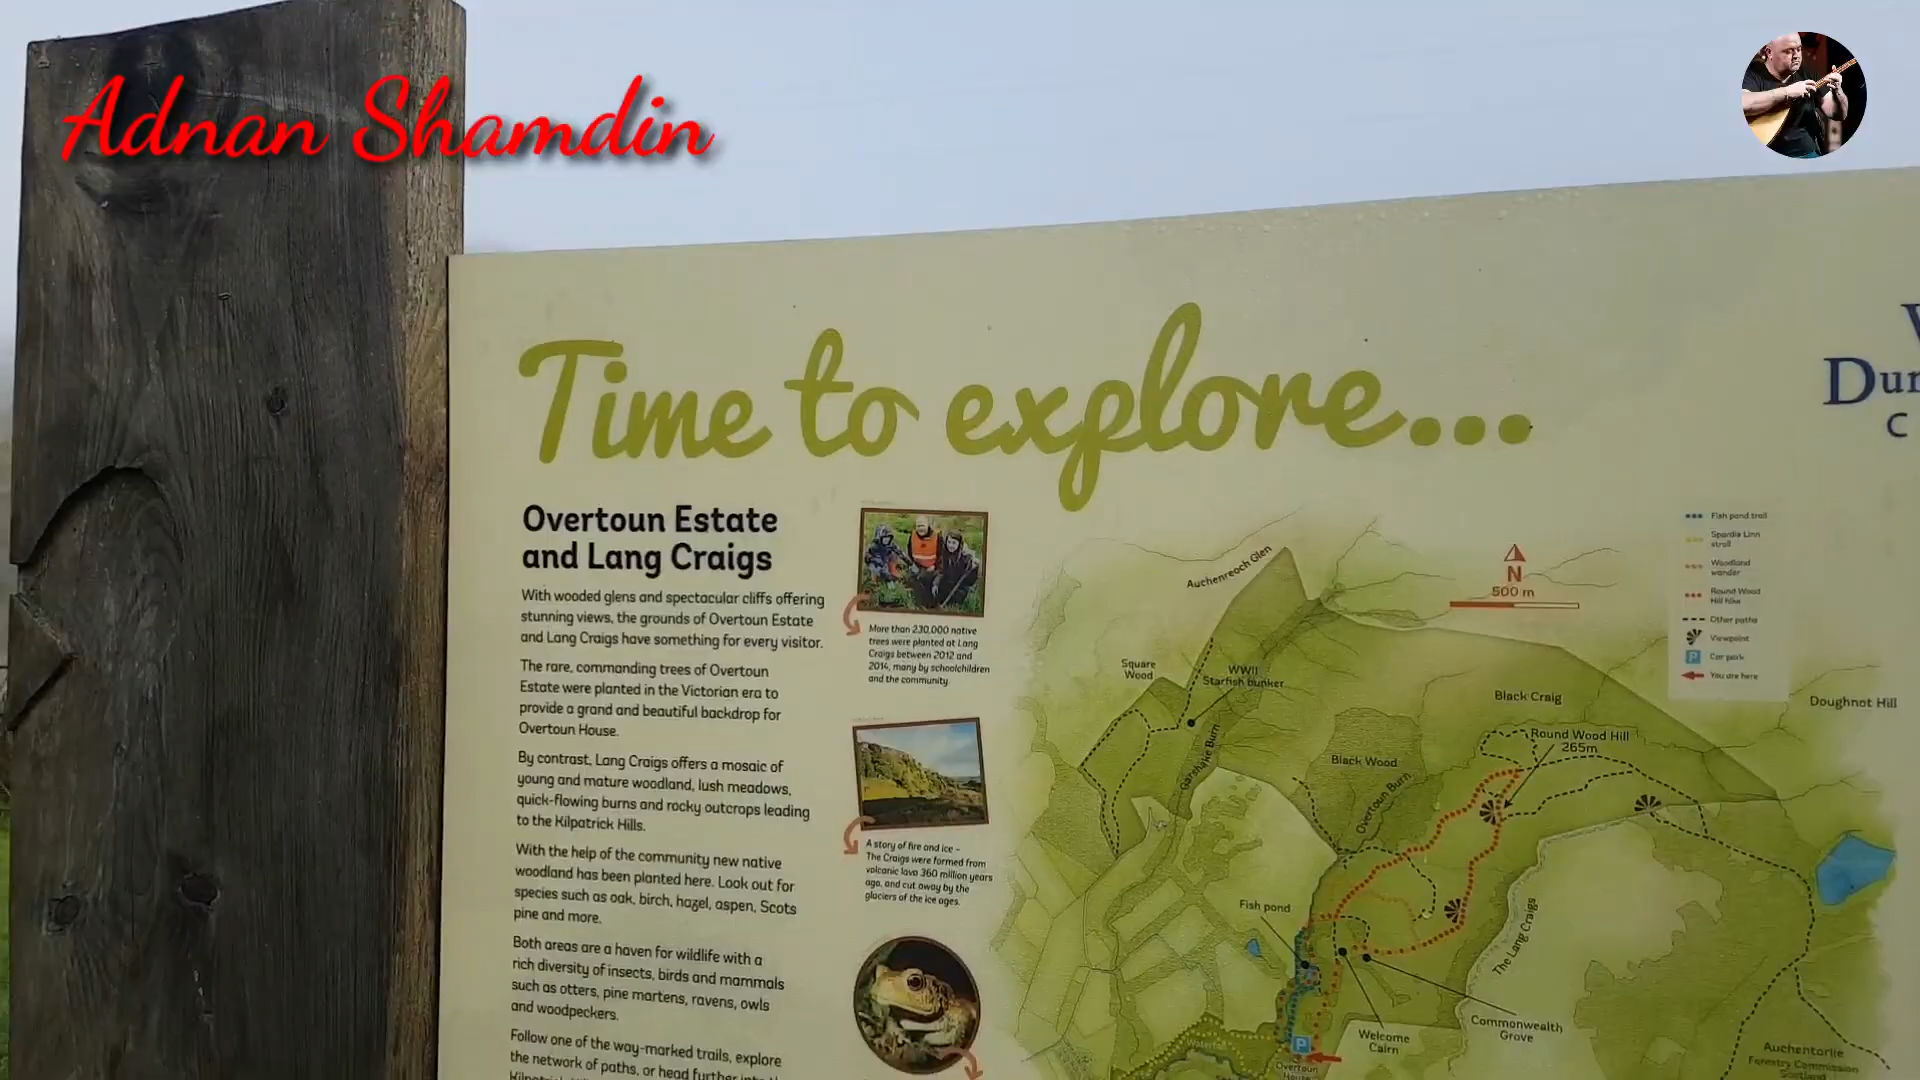 Adnan Shamdin
Time to explore...
Dun
C
Overtoun Estate
and Lang Craigs
With wooded glens and spectacular cliffs offering
stunning views, the grounds of Overtoun Estate
and Lang Craigs have something for every visitor.
The rare, commanding trees of Overtoun
Estate were planted in the Victorian era to
provide a grand and beautiful backdrop for
Overtoun House.
By contrast, Lang Craigs offers a mosaic of
young and mature woodland, lush meadows,
quick-flowing burns and rocky outcrops leading
to the Kilpatrick Hills.
With the help of the community new native
woodland has been planted here. Look out for
species such as oak, birch, hazel, aspen, Scots
pine and more.
Both areas are a haven for wildlife with a
rich diversity of insects, birds and mammals
such as otters, pine martens, ravens, owls
and woodpeckers.
Follow one of the way-marked trails, explore
the network of paths, or head further into
More than 230,000 native
trees were planted at Lang
Craigs between 2012 and
2014, many by schoolchildren
and the community.
A story of fire and ice –
The Craigs were formed from
volcanic lava 360 million years
ago, and cut away by the
glaciers of the ice ages.
Auchenreoch Glen
N
500 m
Fish pond trail
Spardie Linn
stroll
Woodland
wander
Round Wood
Hill hike
Other paths
Viewpoint
P Car park
You are here
Square
Wood
WWII
Starfish bunker
Garshake Burn
Black Craig
Doughnot Hill
Round Wood Hill
265m
Black Wood
Overtoun Burn
Fish pond
The Lang Craigs
Commonwealth
Grove
Welcome
Cairn
P
Overtoun
House
Auchentorlie
Forestry Commission
Scotland